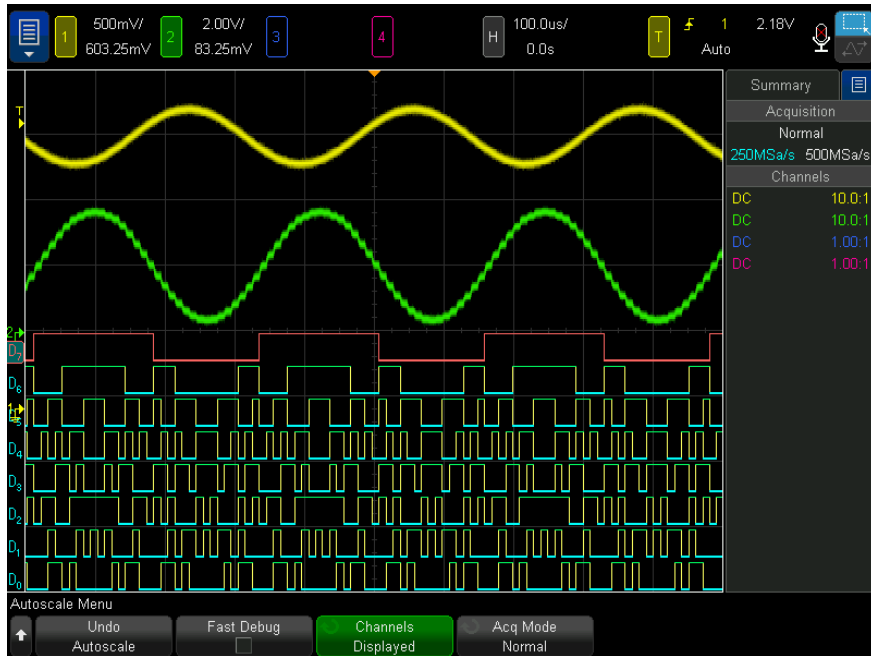 1 500mV/ 2 2.00V/ 3 4 H 100.0us/ T 1 2.18V
603.25mV 83.25mV 0.0s Auto
Summary
T
Acquisition
Normal
250MSa/s 500MSa/s
Channels
DC 10.0:1
DC 10.0:1
DC 1.00:1
DC 1.00:1
2
D7
D6
1
5
D4
D3
D2
D1
D0
Autoscale Menu
Undo Autoscale
Fast Debug
Channels Displayed
Acq Mode Normal